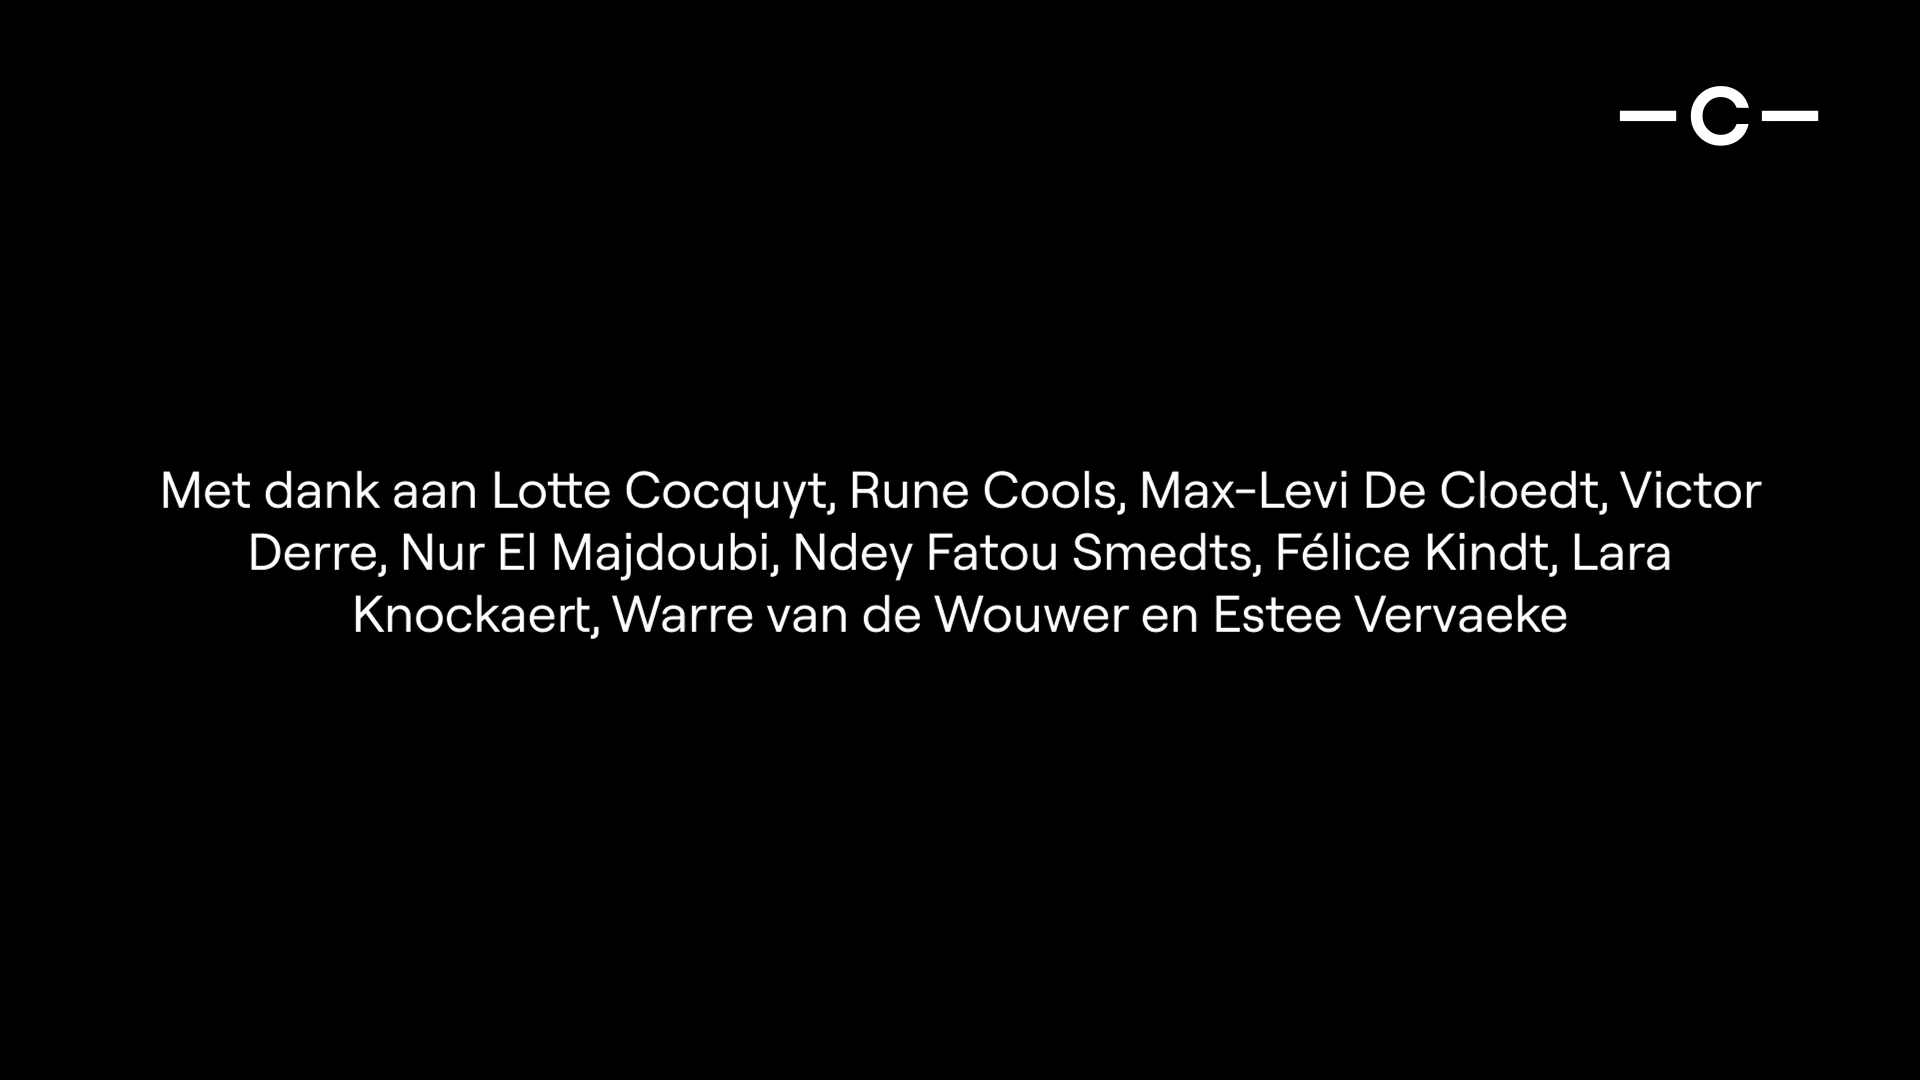 –C–
Met dank aan Lotte Cocquyt, Rune Cools, Max-Levi De Cloedt, Victor
Derre, Nur El Majdoubi, Ndey Fatou Smedts, Félice Kindt, Lara
Knockaert, Warre van de Wouwer en Estee Vervaeke